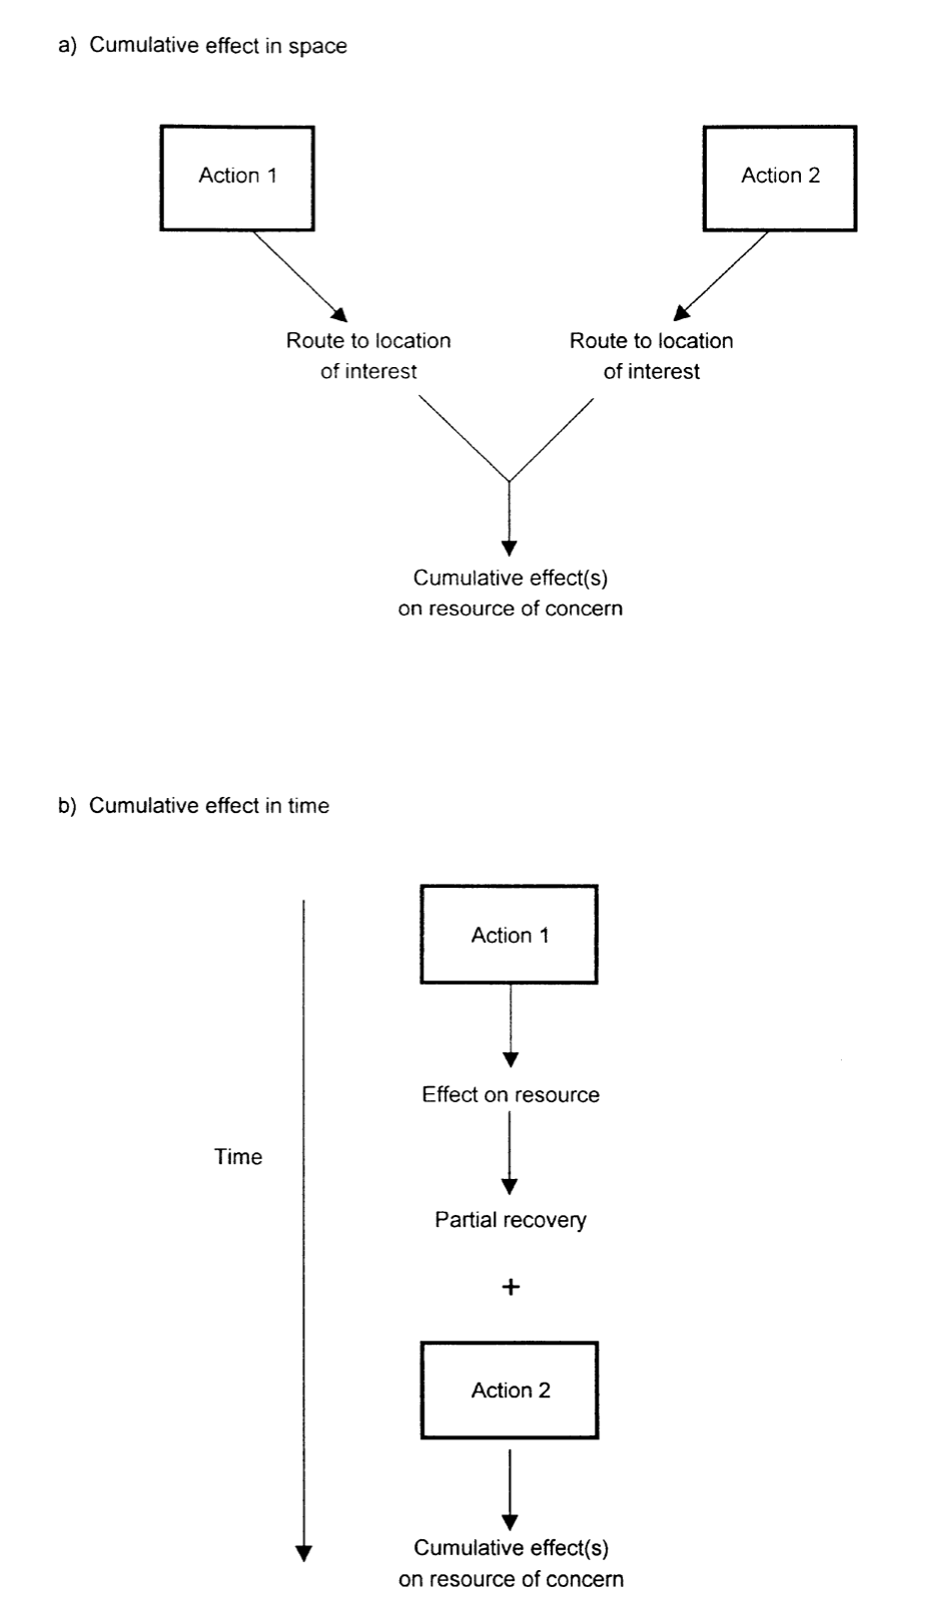 a) Cumulative effect in space
Action 1
Action 2
Route to location
of interest
Route to location
of interest
Cumulative effect(s)
on resource of concern
b) Cumulative effect in time
Action 1
Effect on resource
Time
Partial recovery
+
Action 2
Cumulative effect(s)
on resource of concern